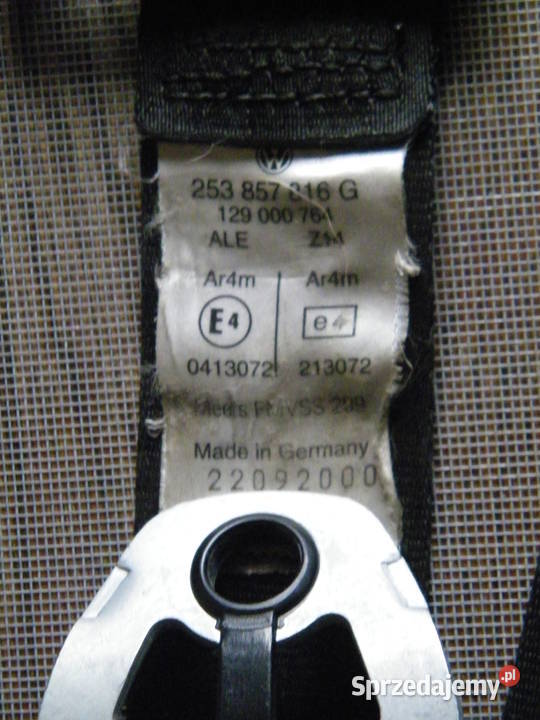 253 857 816 G
129 000 764
ALE ZM
Ar4m Ar4m
E4 e4
0413072 213072
Meets FMVSS 209
Made in Germany
22092000
Sprzedajemy.pl